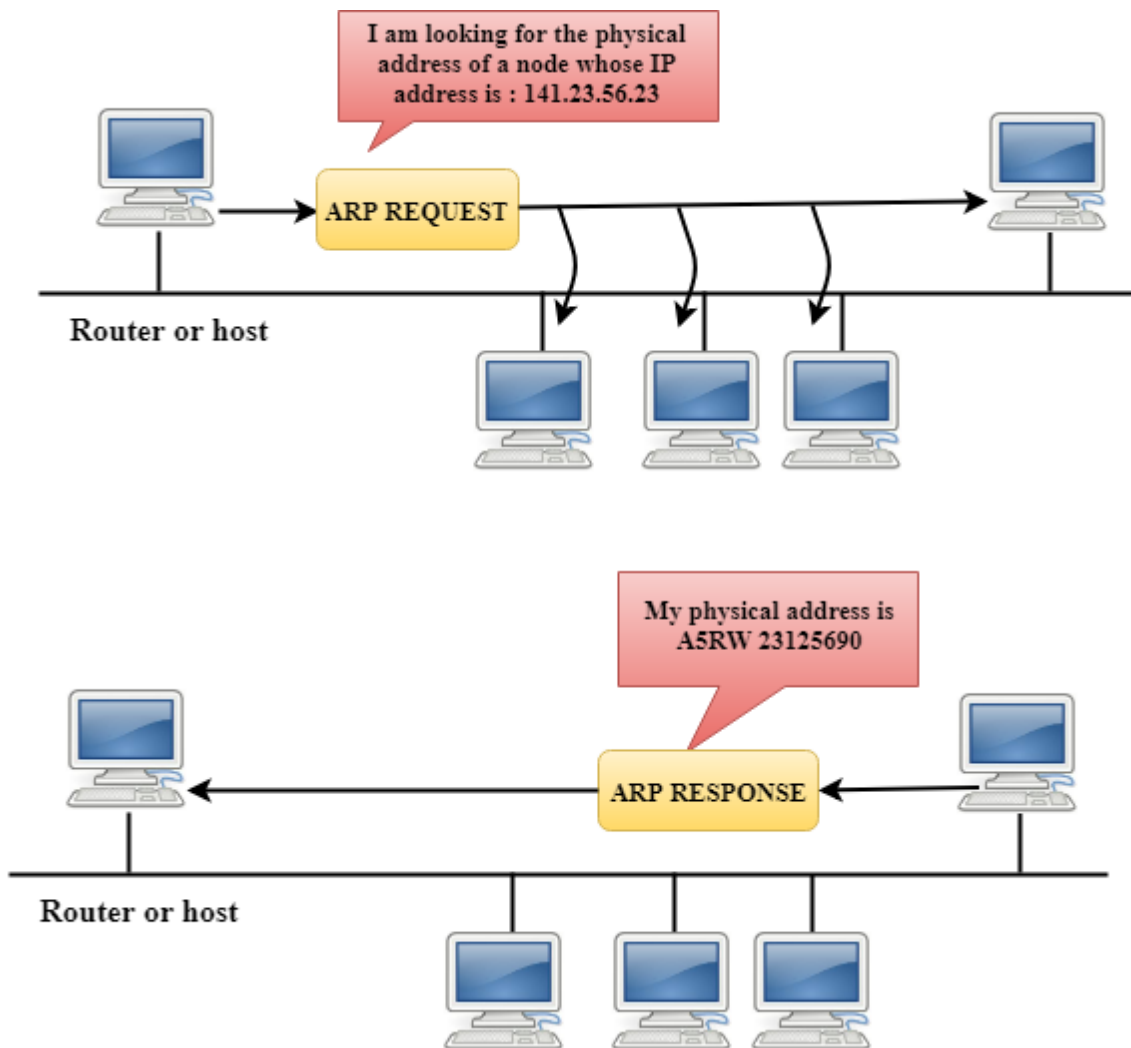 I am looking for the physical
address of a node whose IP
address is : 141.23.56.23
ARP REQUEST
Router or host
My physical address is
A5RW 23125690
ARP RESPONSE
Router or host